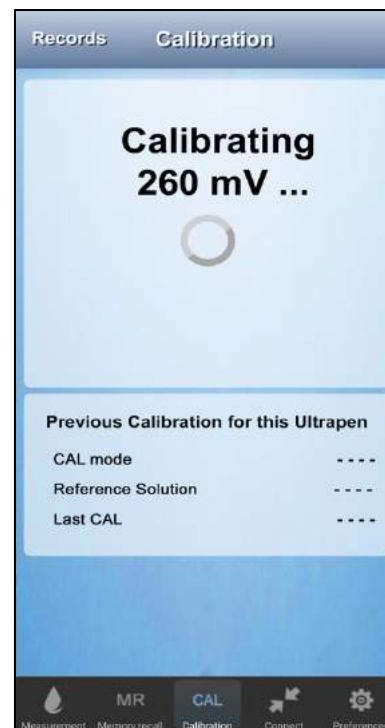 Records Calibration
Calibrating
260 mV ...
Previous Calibration for this Ultrapen
CAL mode ----
Reference Solution ----
Last CAL ----
MR CAL
Measurement Memory recall Calibration Connect Preference